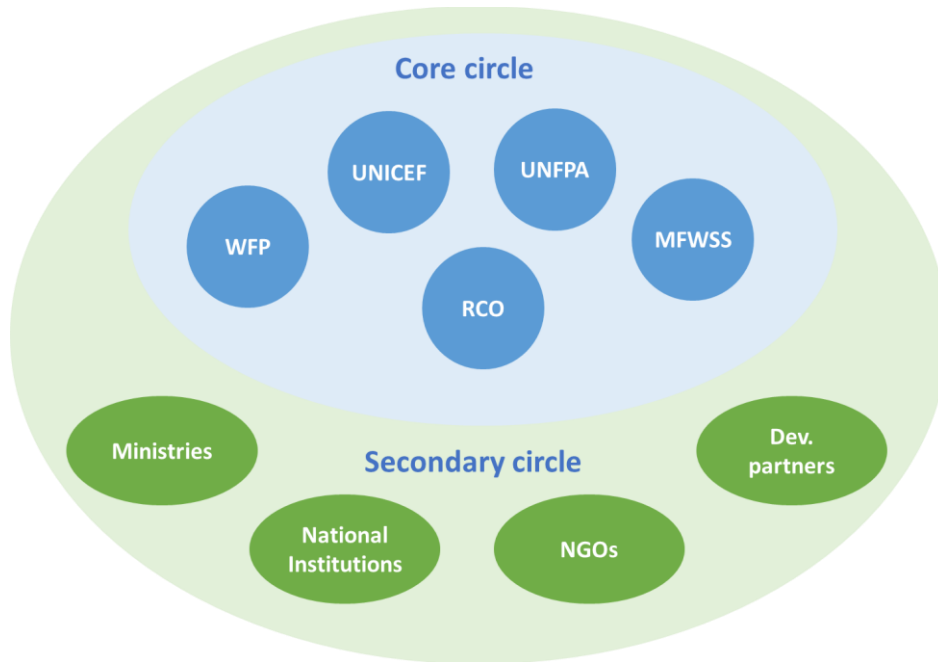 Core circle
UNICEF
UNFPA
WFP
MFWSS
RCO
Ministries
Secondary circle
Dev.
partners
National
Institutions
NGOs